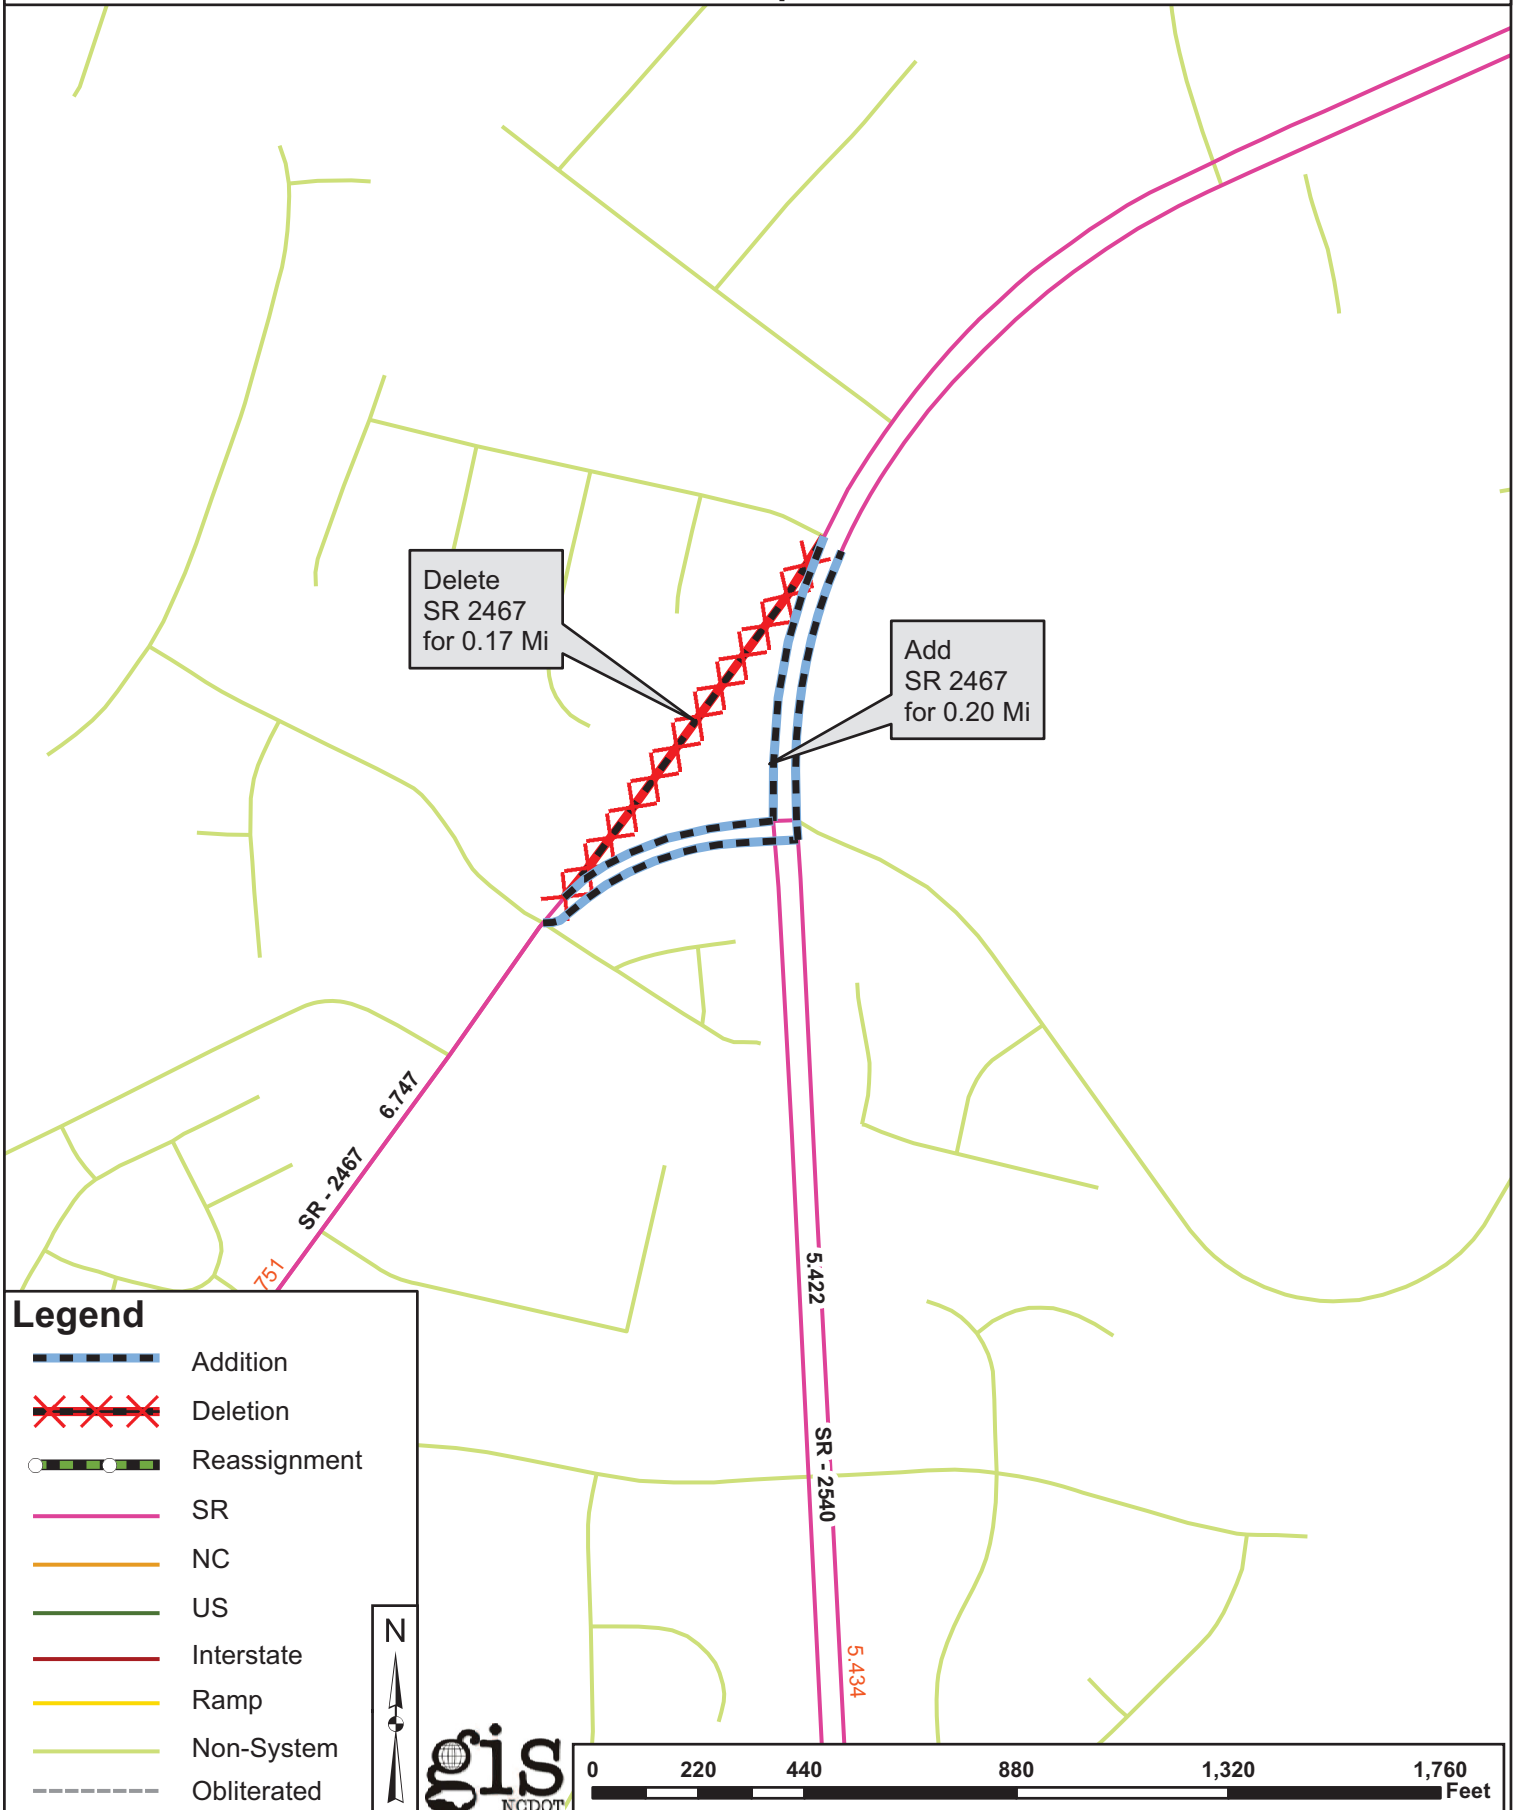 Delete
SR 2467
for 0.17 Mi
Add
SR 2467
for 0.20 Mi
6.747
SR - 2467
751
5.422
SR - 2540
5.434
Legend
Addition
Deletion
Reassignment
SR
NC
US
Interstate
Ramp
Non-System
Obliterated
N
gis
NCDOT
0 220 440 880 1,320 1,760
Feet